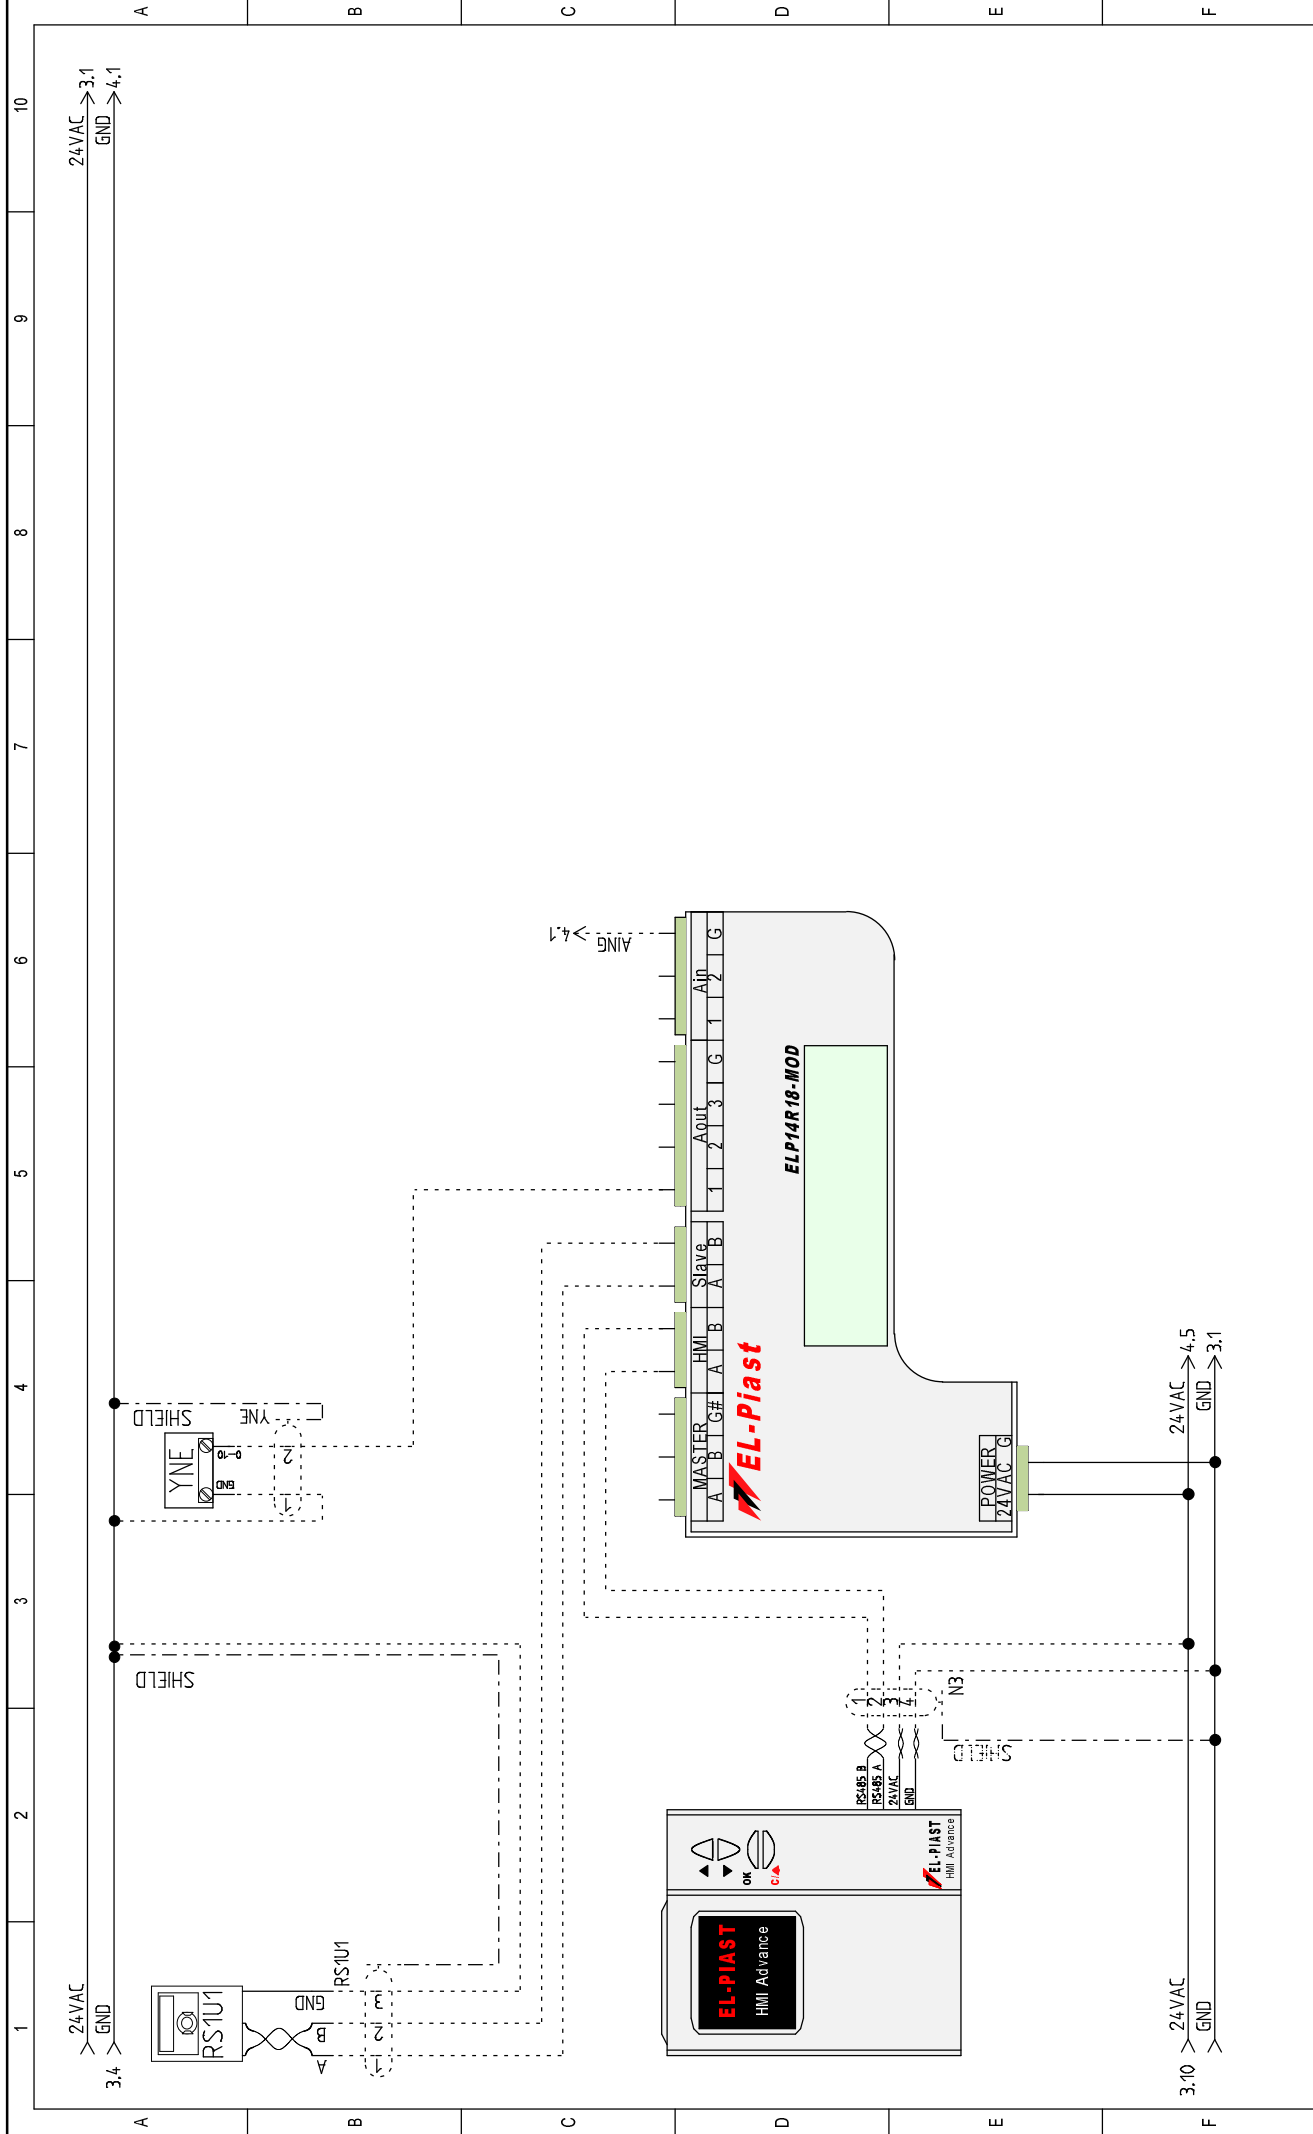 1 2 3 4 5 6 7 8 9 10
A
B
C
D
E
F
A
B
C
D
E
F
24VAC
GND
3.4
24VAC
3.1
GND
4.1
RS1U1
A
B
GND
RS1U1
1
2
3
SHIELD
YNE
GND
0-10
1
2
YNE
SHIELD
AING
4.1
MASTER
HMI
Slave
Aout
Ain
A B G#
A B
A B
1 2 3 G
1 2 G
EL-Piast
ELP14R18-MOD
POWER
24VAC G
EL-PIAST
HMI Advance
OK
C/
EL-PIAST
HMI Advance
RS485 B
RS485 A
24VAC
GND
1
2
3
4
N3
SHIELD
3.10
24VAC
GND
24VAC
4.5
GND
3.1